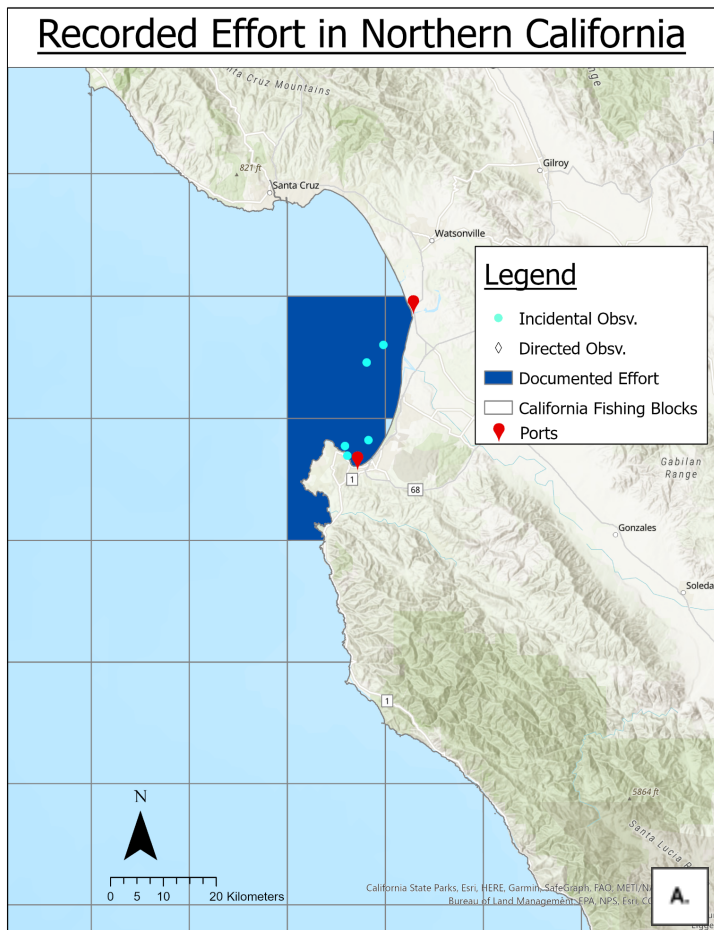 Recorded Effort in Northern California
Cruz Mountains
821 ft
Gilroy
Santa Cruz
Watsonville
Legend
Incidental Obsv.
Directed Obsv.
Documented Effort
California Fishing Blocks
Ports
Gabilan
Range
1
68
Gonzales
Soleda
1
N
5864 ft
Santa Lucia
0 5 10 20 Kilometers
California State Parks, Esri, HERE, Garmin, SafeGraph, FAO, METI/N
Bureau of Land Management, EPA, NPS, Esri,
A.